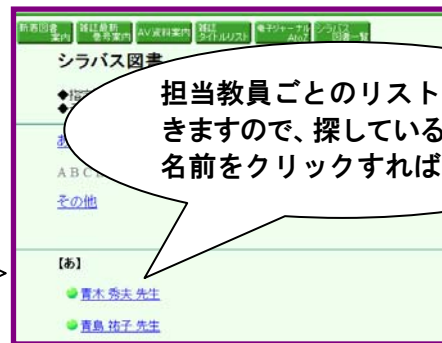 新着図書案内 雑誌最新巻号案内 AV資料案内 雑誌タイトルリスト 電子ジャーナルAtoZ シラバス図書一覧
シラバス図書
担当教員ごとのリスト
きますので、探している
名前をクリックすれば
あ
A B C
その他
【あ】
青木 秀夫 先生
青島 祐子 先生